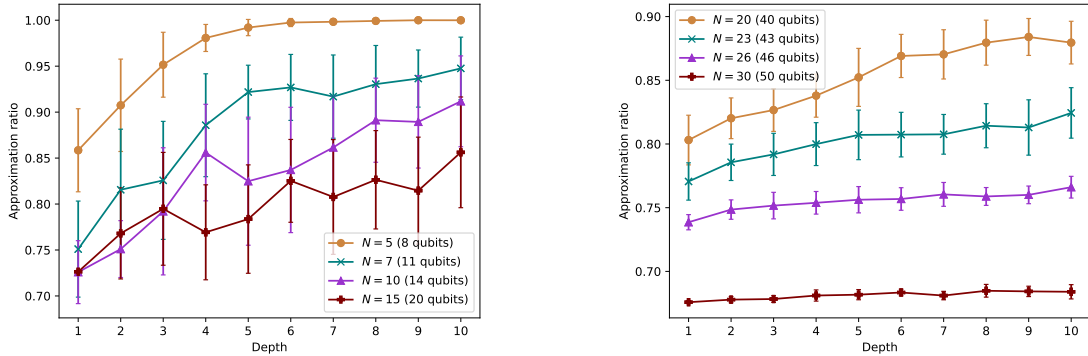 1.00
0.95
0.90
0.85
0.80
0.75
0.70
Approximation ratio
N = 5 (8 qubits)
N = 7 (11 qubits)
N = 10 (14 qubits)
N = 15 (20 qubits)
1 2 3 4 5 6 7 8 9 10
Depth
0.90
0.85
0.80
0.75
0.70
Approximation ratio
N = 20 (40 qubits)
N = 23 (43 qubits)
N = 26 (46 qubits)
N = 30 (50 qubits)
1 2 3 4 5 6 7 8 9 10
Depth